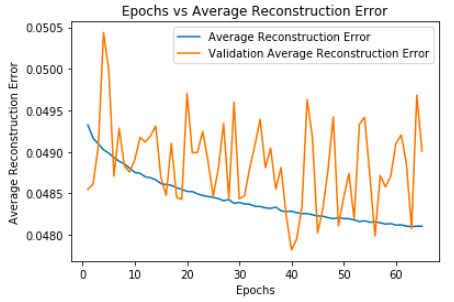 Epochs vs Average Reconstruction Error
Average Reconstruction Error
Validation Average Reconstruction Error
Average Reconstruction Error
0.0505
0.0500
0.0495
0.0490
0.0485
0.0480
0 10 20 30 40 50 60
Epochs